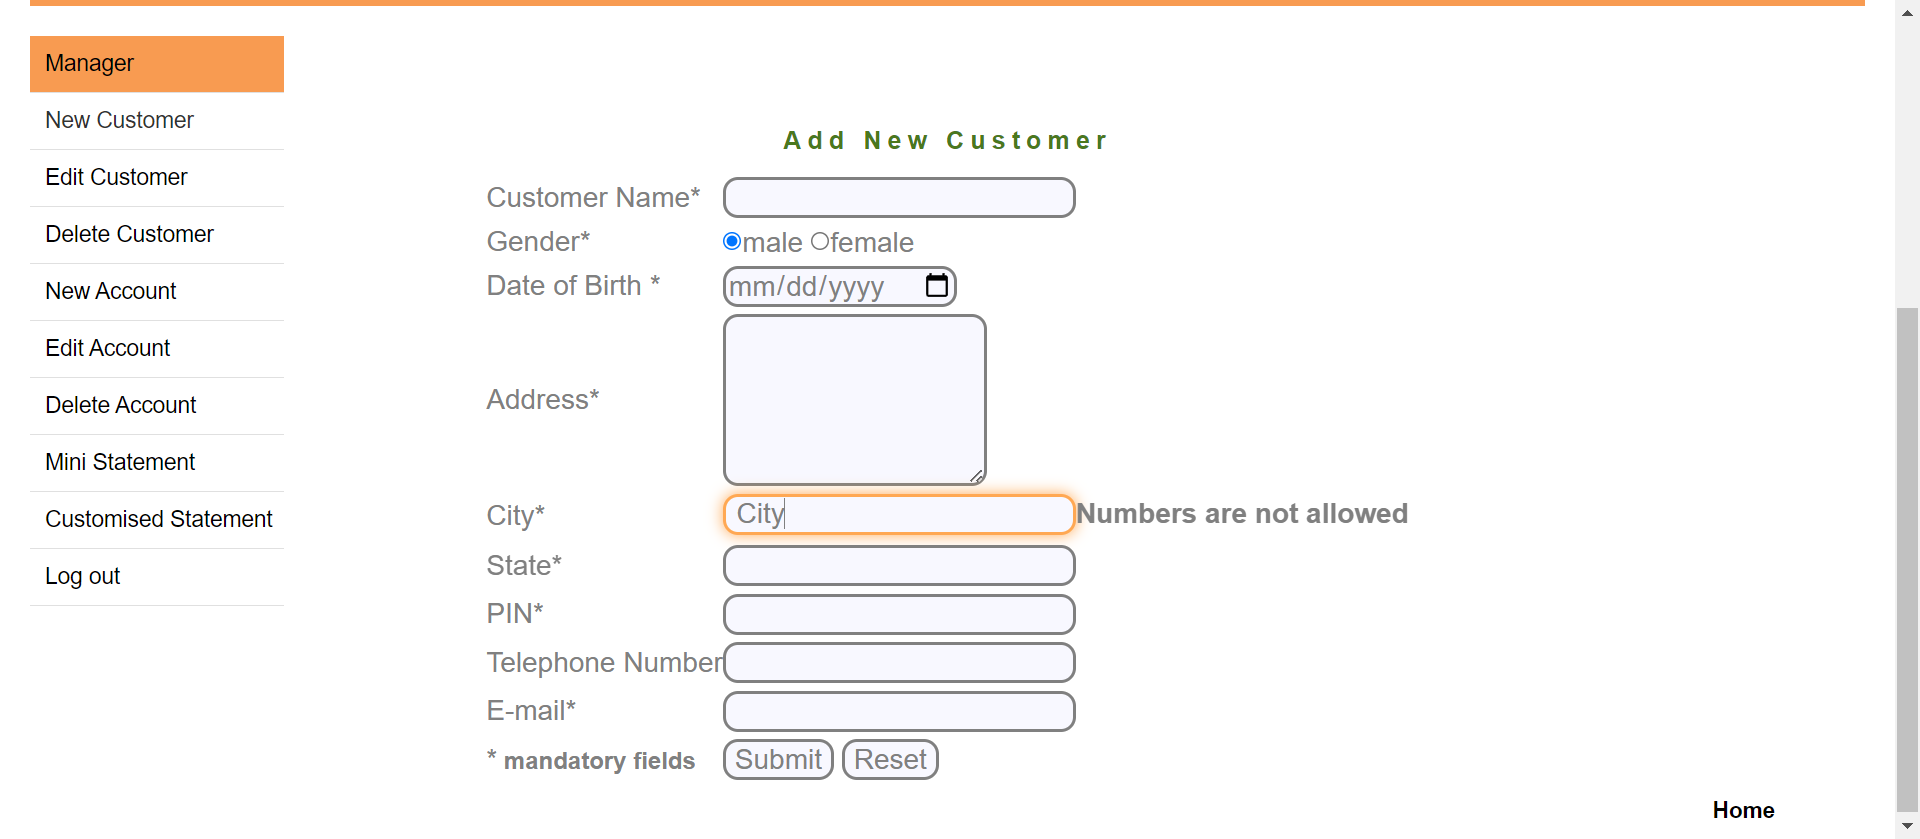 Manager
New Customer
Edit Customer
Delete Customer
New Account
Edit Account
Delete Account
Mini Statement
Customised Statement
Log out
Add New Customer
Customer Name*
Gender* male female
Date of Birth * mm/dd/yyyy
Address*
City* City Numbers are not allowed
State*
PIN*
Telephone Number
E-mail*
* mandatory fields Submit Reset
Home